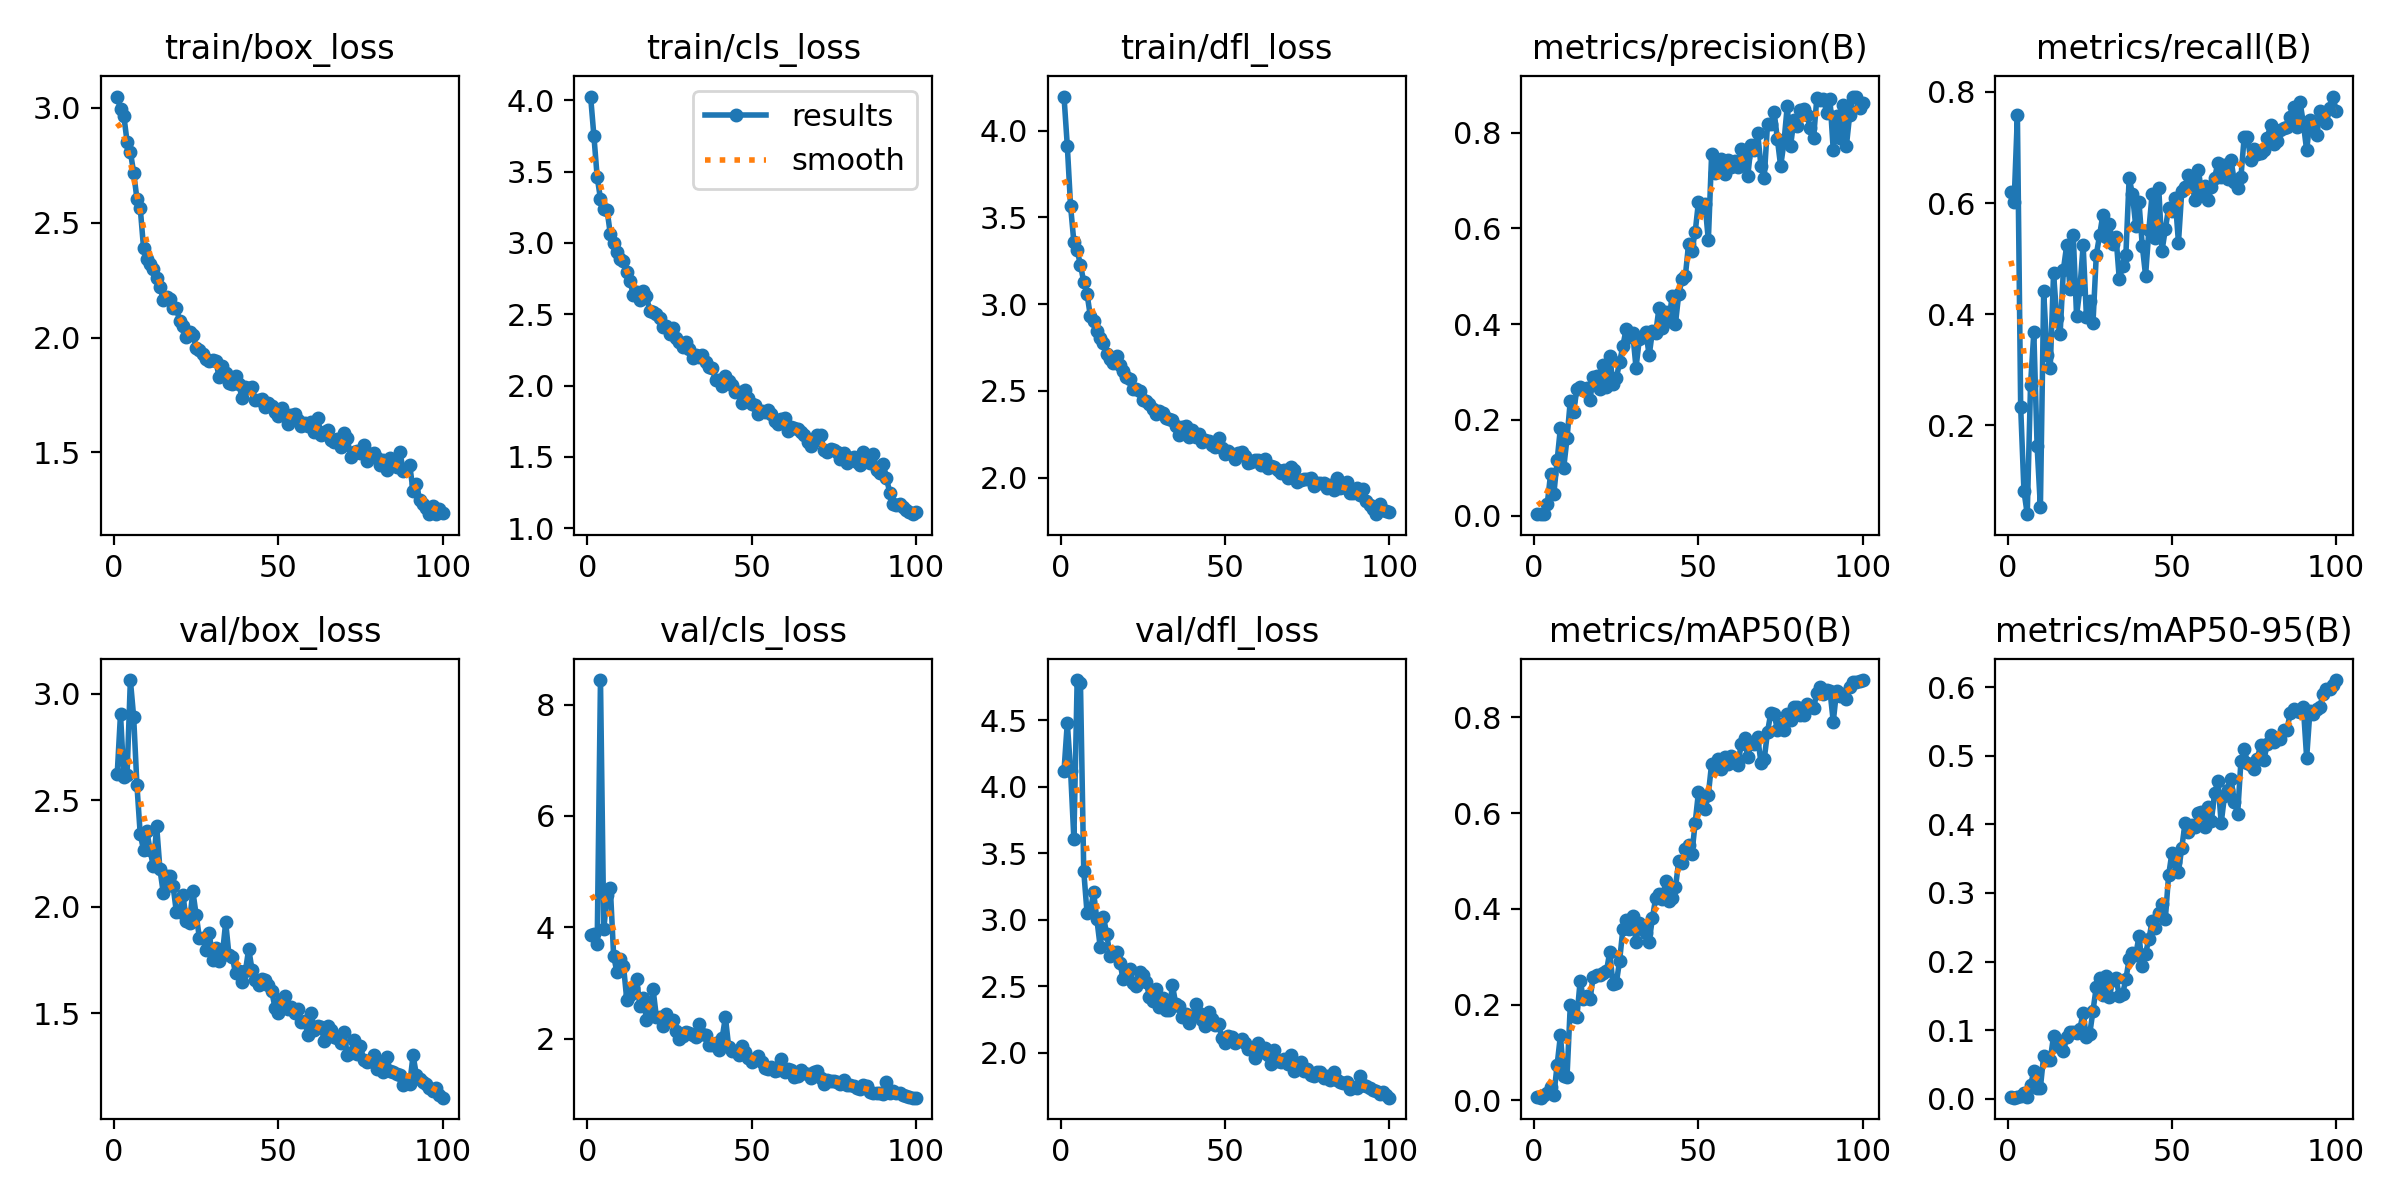 train/box_loss
3.0
2.5
2.0
1.5
0 50 100
train/cls_loss
results
smooth
4.0
3.5
3.0
2.5
2.0
1.5
1.0
0 50 100
train/dfl_loss
4.0
3.5
3.0
2.5
2.0
0 50 100
metrics/precision(B)
0.8
0.6
0.4
0.2
0.0
0 50 100
metrics/recall(B)
0.8
0.6
0.4
0.2
0 50 100
val/box_loss
3.0
2.5
2.0
1.5
0 50 100
val/cls_loss
8
6
4
2
0 50 100
val/dfl_loss
4.5
4.0
3.5
3.0
2.5
2.0
0 50 100
metrics/mAP50(B)
0.8
0.6
0.4
0.2
0.0
0 50 100
metrics/mAP50-95(B)
0.6
0.5
0.4
0.3
0.2
0.1
0.0
0 50 100